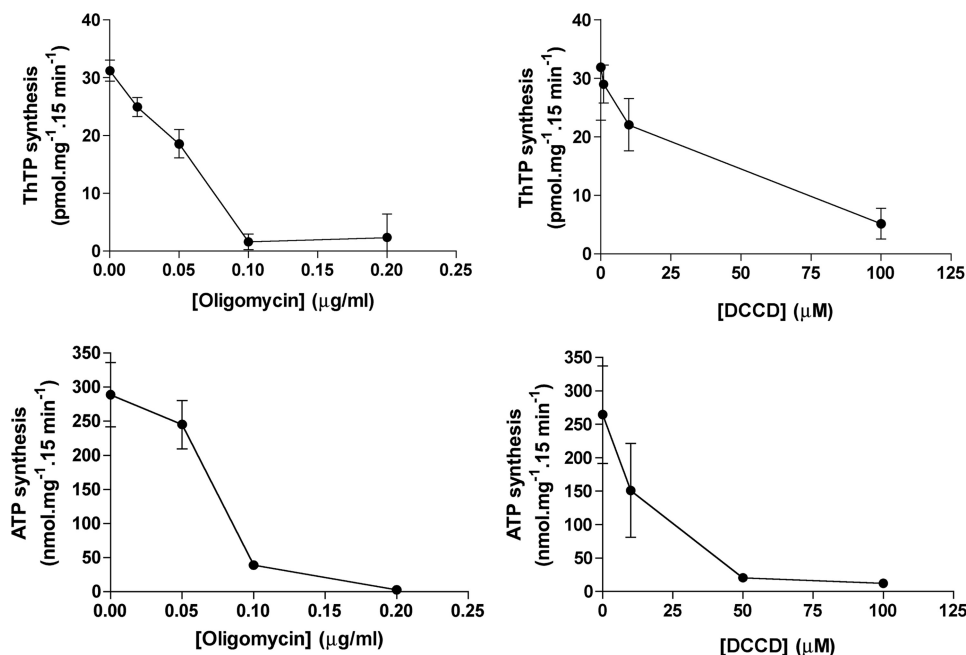 ThTP synthesis
(pmol.mg⁻¹.15 min⁻¹)
40
30
20
10
0
0.00 0.05 0.10 0.15 0.20 0.25
[Oligomycin] (μg/ml)
ThTP synthesis
(pmol.mg⁻¹.15 min⁻¹)
40
30
20
10
0
0 25 50 75 100 125
[DCCD] (μM)
ATP synthesis
(nmol.mg⁻¹.15 min⁻¹)
350
300
250
200
150
100
50
0
0.00 0.05 0.10 0.15 0.20 0.25
[Oligomycin] (μg/ml)
ATP synthesis
(nmol.mg⁻¹.15 min⁻¹)
350
300
250
200
150
100
50
0
0 25 50 75 100 125
[DCCD] (μM)